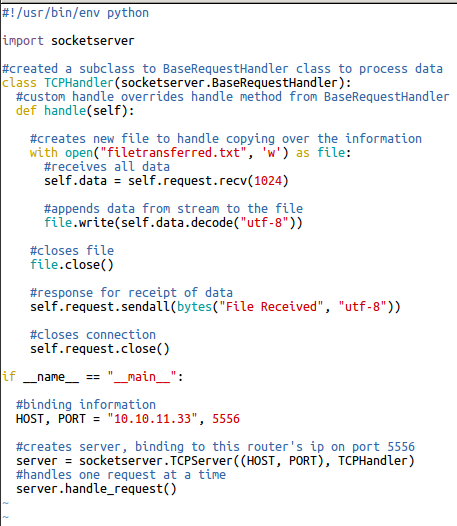 #!/usr/bin/env python
import socketserver
#created a subclass to BaseRequestHandler class to process data
class TCPHandler(socketserver.BaseRequestHandler):
  #custom handle overrides handle method from BaseRequestHandler
  def handle(self):
    #creates new file to handle copying over the information
    with open("filetransferred.txt", 'w') as file:
      #receives all data
      self.data = self.request.recv(1024)
      #appends data from stream to the file
      file.write(self.data.decode("utf-8"))
    #closes file
    file.close()
    #response for receipt of data
    self.request.sendall(bytes("File Received", "utf-8"))
    #closes connection
    self.request.close()
if __name__ == "__main__":
  #binding information
  HOST, PORT = "10.10.11.33", 5556
  #creates server, binding to this router's ip on port 5556
  server = socketserver.TCPServer((HOST, PORT), TCPHandler)
  #handles one request at a time
  server.handle_request()
~
~